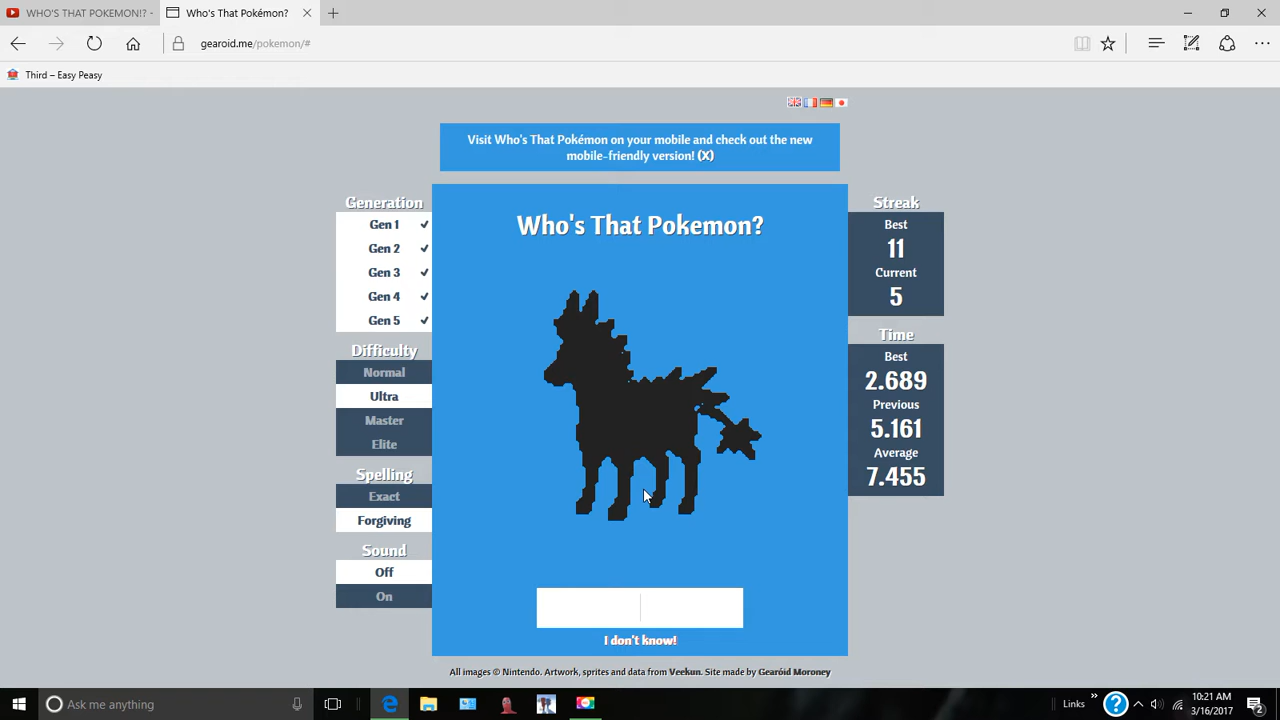 WHO'S THAT POKEMON!? -
Who's That Pokémon?
gearoid.me/pokemon/#
Third – Easy Peasy
Visit Who's That Pokémon on your mobile and check out the new
mobile-friendly version! (X)
Generation
Gen 1
Gen 2
Gen 3
Gen 4
Gen 5
Difficulty
Normal
Ultra
Master
Elite
Spelling
Exact
Forgiving
Sound
Off
On
Who's That Pokemon?
I don't know!
Streak
Best
11
Current
5
Time
Best
2.689
Previous
5.161
Average
7.455
All images © Nintendo. Artwork, sprites and data from Veekun. Site made by Gearóid Moroney
Ask me anything
Links
10:21 AM
3/16/2017
2